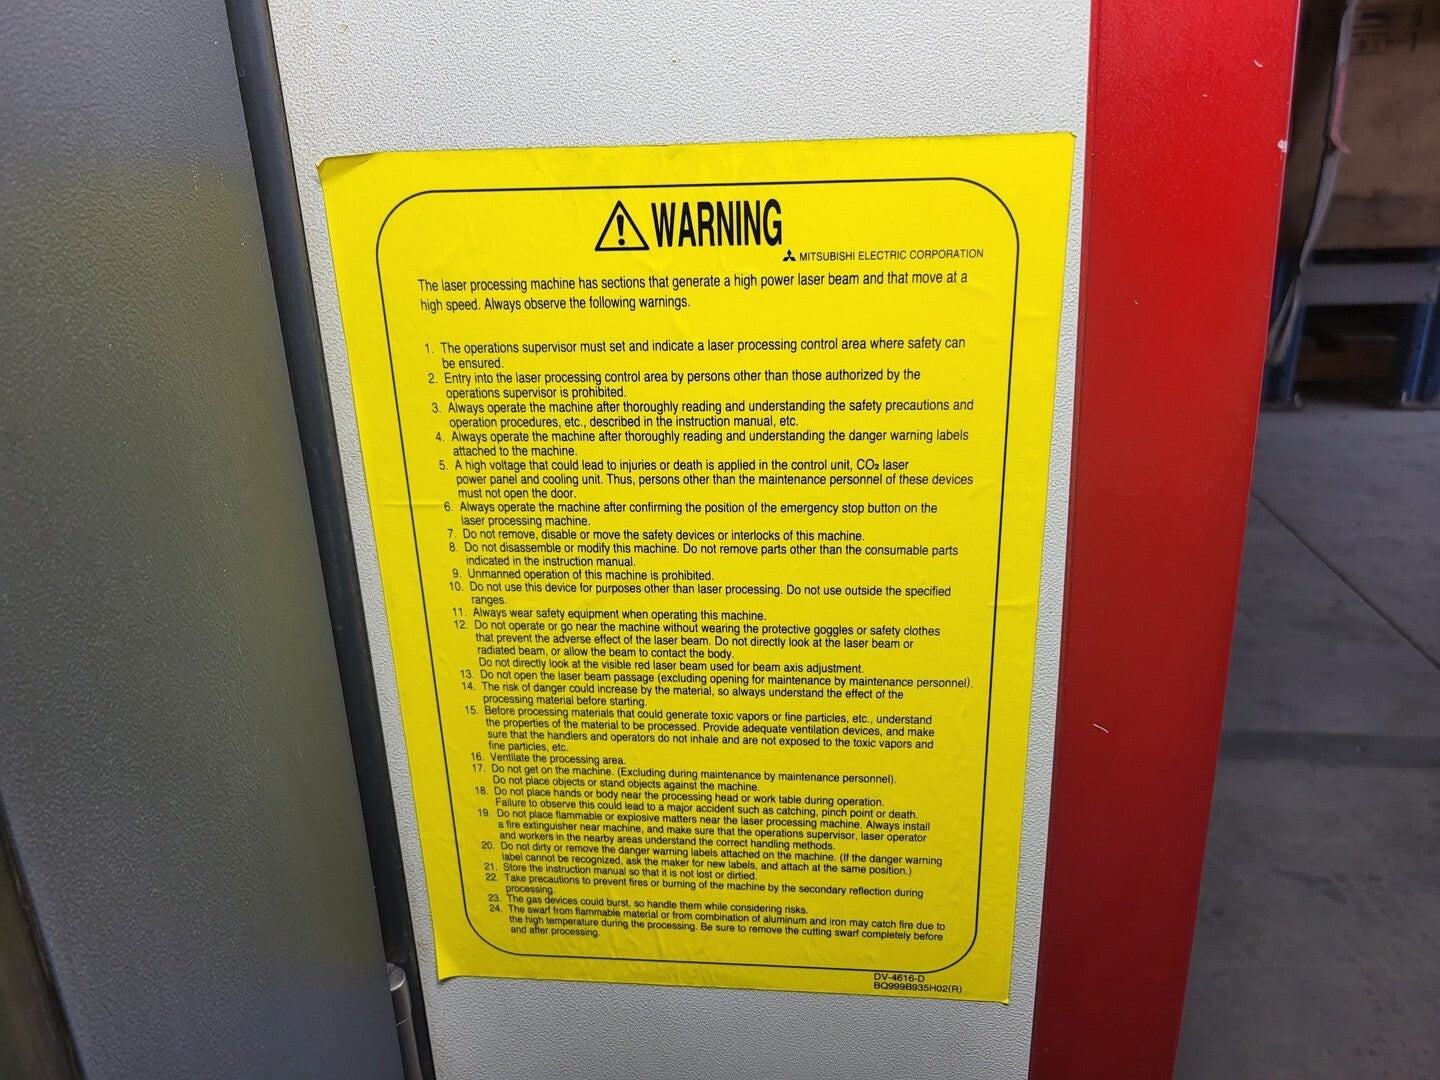 WARNING
MITSUBISHI ELECTRIC CORPORATION
The laser processing machine has sections that generate a high power laser beam and that move at a
high speed. Always observe the following warnings.
1. The operations supervisor must set and indicate a laser processing control area where safety can
be ensured.
2. Entry into the laser processing control area by persons other than those authorized by the
operations supervisor is prohibited.
3. Always operate the machine after thoroughly reading and understanding the safety precautions and
operation procedures, etc., described in the instruction manual, etc.
4. Always operate the machine after thoroughly reading and understanding the danger warning labels
attached to the machine.
5. A high voltage that could lead to injuries or death is applied in the control unit, CO₂ laser
power panel and cooling unit. Thus, persons other than the maintenance personnel of these devices
must not open the door.
6. Always operate the machine after confirming the position of the emergency stop button on the
laser processing machine.
7. Do not remove, disable or move the safety devices or interlocks of this machine.
8. Do not disassemble or modify this machine. Do not remove parts other than the consumable parts
indicated in the instruction manual.
9. Unmanned operation of this machine is prohibited.
10. Do not use this device for purposes other than laser processing. Do not use outside the specified
ranges.
11. Always wear safety equipment when operating this machine.
12. Do not operate or go near the machine without wearing the protective goggles or safety clothes
that prevent the adverse effect of the laser beam. Do not directly look at the laser beam or
radiated beam, or allow the beam to contact the body.
Do not directly look at the visible red laser beam used for beam axis adjustment.
13. Do not open the laser beam passage (excluding opening for maintenance by maintenance personnel).
14. The risk of danger could increase by the material, so always understand the effect of the
processing material before starting.
15. Before processing materials that could generate toxic vapors or fine particles, etc., understand
the properties of the material to be processed. Provide adequate ventilation devices, and make
sure that the handlers and operators do not inhale and are not exposed to the toxic vapors and
fine particles, etc.
16. Ventilate the processing area.
17. Do not get on the machine. (Excluding during maintenance by maintenance personnel).
Do not place objects or stand objects against the machine.
18. Do not place hands or body near the processing head or work table during operation.
Failure to observe this could lead to a major accident such as catching, pinch point or death.
19. Do not place flammable or explosive matters near the laser processing machine. Always install
a fire extinguisher near machine, and make sure that the operations supervisor, laser operator
and workers in the nearby areas understand the correct handling methods.
20. Do not dirty or remove the danger warning labels attached on the machine. (If the danger warning
label cannot be recognized, ask the maker for new labels, and attach at the same position.)
21. Store the instruction manual so that it is not lost or dirtied.
22. Take precautions to prevent fires or burning of the machine by the secondary reflection during
processing.
23. The gas devices could burst, so handle them while considering risks.
24. The swarf from flammable material or from combination of aluminum and iron may catch fire due to
the high temperature during the processing. Be sure to remove the cutting swarf completely before
and after processing.
DV-4616-D
BQ999B935H02(R)